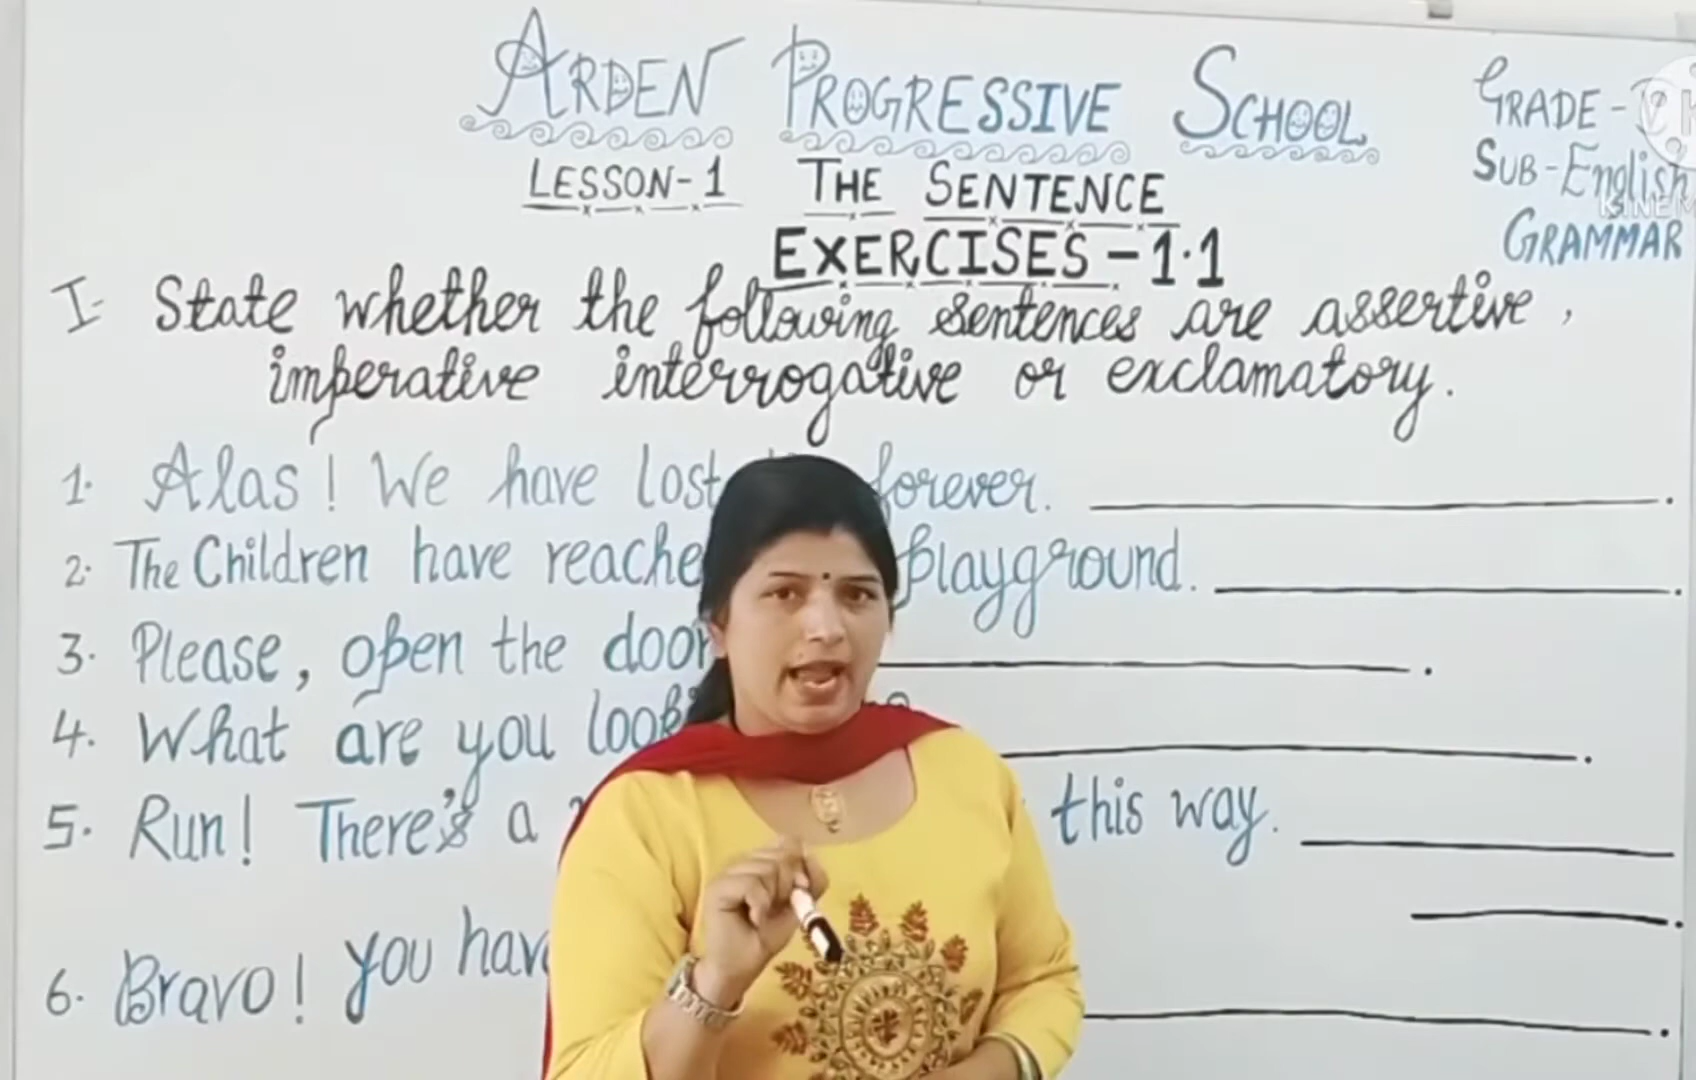 ARDEN PROGRESSIVE SCHOOL
GRADE -
SUB - English
GRAMMAR
LESSON - 1 THE SENTENCE
EXERCISES - 1.1
I- State whether the following sentences are assertive,
imperative interrogative or exclamatory.
1. Alas! We have lost forever.
2. The Children have playground.
3. Please, open the door
4. What are you
5. Run! There's a this way.
6. Bravo! you
KINEM